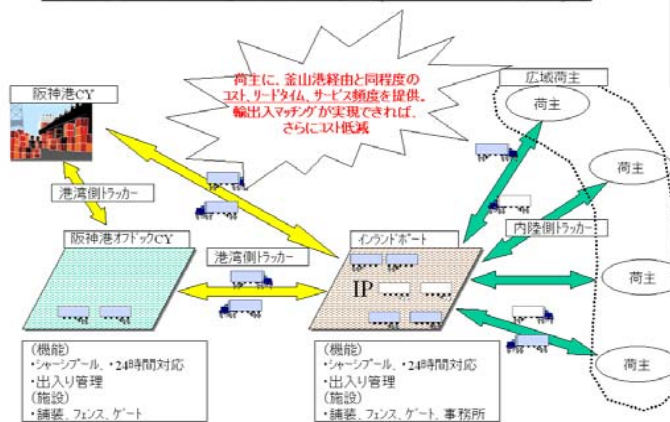 荷主に、釜山港経由と同程度の
コスト、リードタイム、サービス頻度を提供。
輸出入マッチングが実現できれば、
さらにコスト低減
広域荷主
阪神港CY
荷主
荷主
港湾側トラッカー
内陸側トラッカー
阪神港オフドックCY
港湾側トラッカー
インランドポート
IP
荷主
荷主
(機能)
・シャーシプール、・24時間対応
・出入り管理
(施設)
・舗装、フェンス、ゲート
(機能)
・シャーシプール、・24時間対応
・出入り管理
(施設)
・舗装、フェンス、ゲート、事務所